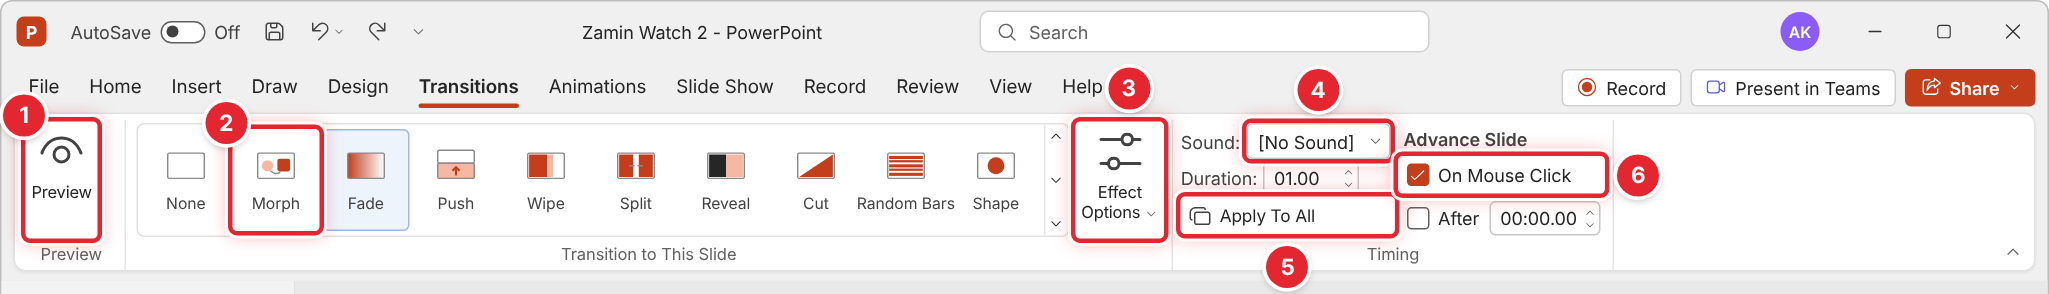 P AutoSave Off Zamin Watch 2 - PowerPoint Search AK
File Home Insert Draw Design Transitions Animations Slide Show Record Review View Help Record Present in Teams Share
1 2 3 4 5 6
Preview
Preview
None Morph Fade Push Wipe Split Reveal Cut Random Bars Shape
Transition to This Slide
Effect
Options
Sound: [No Sound]
Duration: 01.00
Apply To All
Advance Slide
On Mouse Click
After 00:00.00
Timing